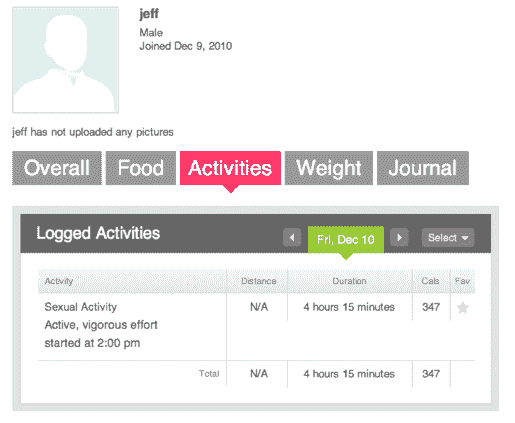 jeff
Male
Joined Dec 9, 2010
jeff has not uploaded any pictures
Overall Food Activities Weight Journal
Logged Activities Fri, Dec 10 Select
Activity Distance Duration Cals Fav
Sexual Activity N/A 4 hours 15 minutes 347
Active, vigorous effort
started at 2:00 pm
Total N/A 4 hours 15 minutes 347